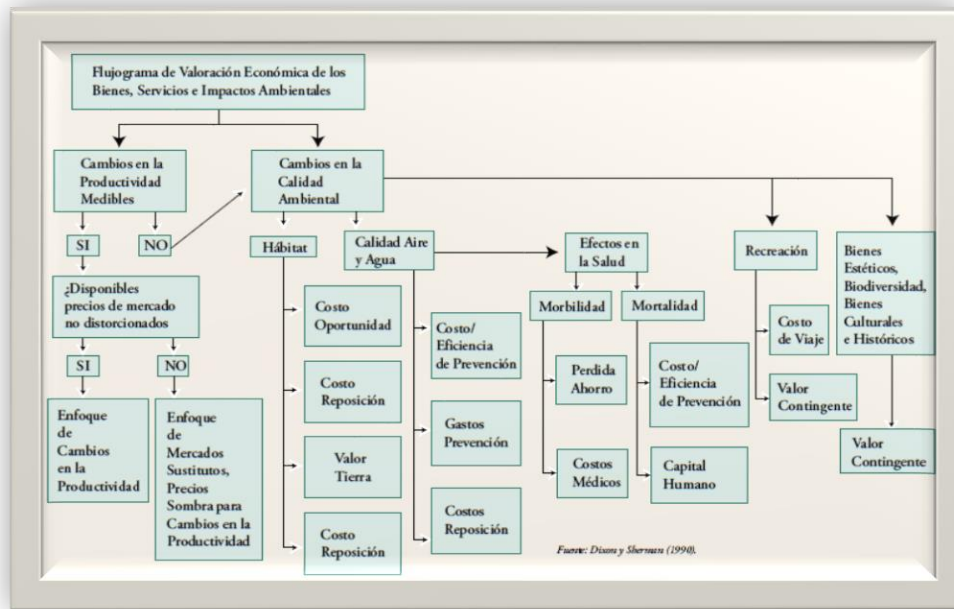 Flujograma de Valoración Económica de los
Bienes, Servicios e Impactos Ambientales
Cambios en la
Productividad
Medibles
Cambios en la
Calidad
Ambiental
SI
NO
Hábitat
Calidad Aire
y Agua
Efectos en
la Salud
Recreación
Bienes
Estéticos,
Biodiversidad,
Bienes
Culturales
e Históricos
¿Disponibles
precios de mercado
no distorcionados
SI
NO
Enfoque
de
Cambios
en la
Productividad
Enfoque
de
Mercados
Sustitutos,
Precios
Sombra para
Cambios en la
Productividad
Costo
Oportunidad
Costo
Reposición
Valor
Tierra
Costo
Reposición
Costo/
Eficiencia
de Prevención
Gastos
Prevención
Costos
Reposición
Morbilidad
Mortalidad
Perdida
Ahorro
Costos
Médicos
Costo/
Eficiencia
de Prevención
Capital
Humano
Costo
de Viaje
Valor
Contingente
Valor
Contingente
Fuente: Dixon y Sherman (1990).